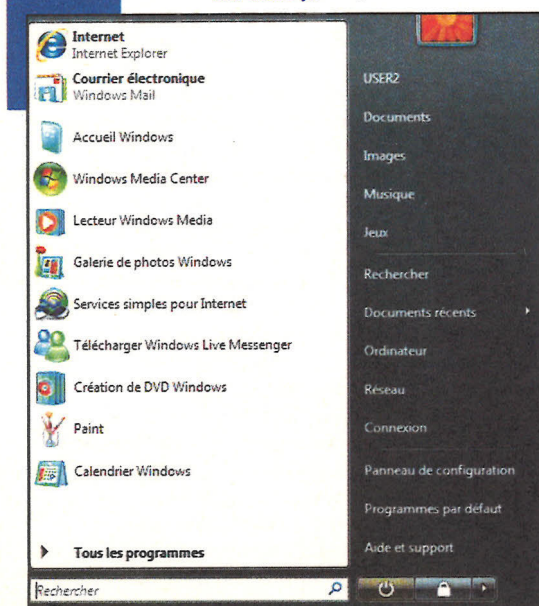 Internet
Internet Explorer
Courrier électronique
Windows Mail
Accueil Windows
Windows Media Center
Lecteur Windows Media
Galerie de photos Windows
Services simples pour Internet
Télécharger Windows Live Messenger
Création de DVD Windows
Paint
Calendrier Windows
Tous les programmes
Rechercher
USER2
Documents
Images
Musique
Jeux
Rechercher
Documents récents
Ordinateur
Réseau
Connexion
Panneau de configuration
Programmes par défaut
Aide et support